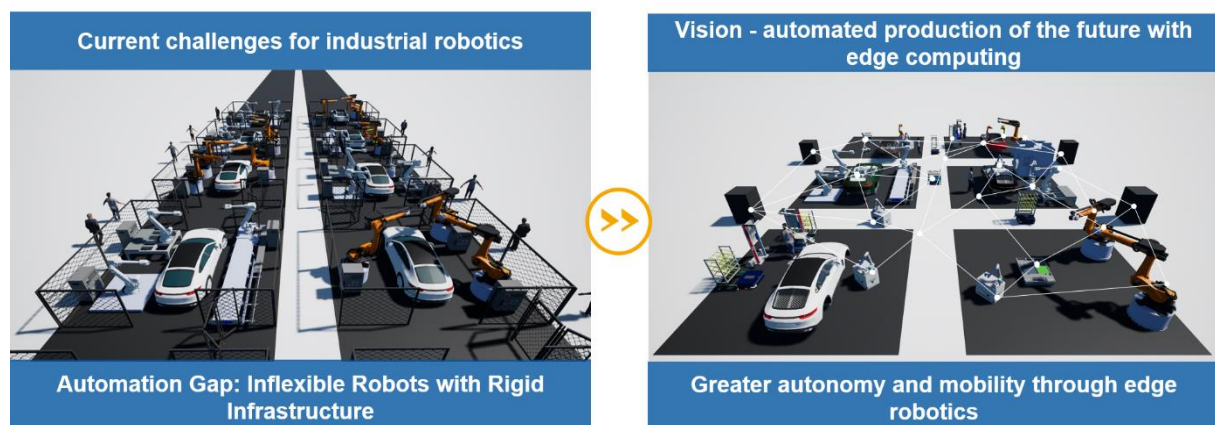 Current challenges for industrial robotics
Automation Gap: Inflexible Robots with Rigid
Infrastructure
Vision - automated production of the future with
edge computing
Greater autonomy and mobility through edge
robotics